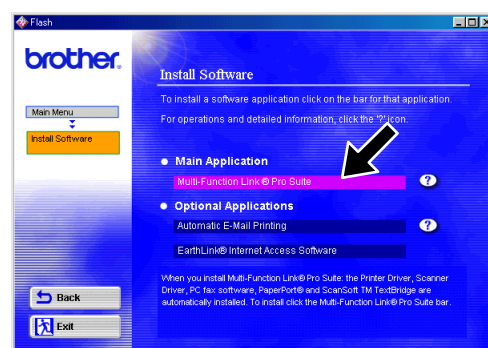 Flash
brother.
Main Menu
Install Software
Install Software
To install a software application click on the bar for that application.
For operations and detailed information, click the '?' icon.
Main Application
Multi-Function Link® Pro Suite
?
Optional Applications
Automatic E-Mail Printing
?
EarthLink® Internet Access Software
When you install Multi-Function Link® Pro Suite: the Printer Driver, Scanner
Driver, PC fax software, PaperPort® and ScanSoft TM TextBridge are
automatically installed. To install click the Multi-Function Link® Pro Suite bar.
Back
Exit